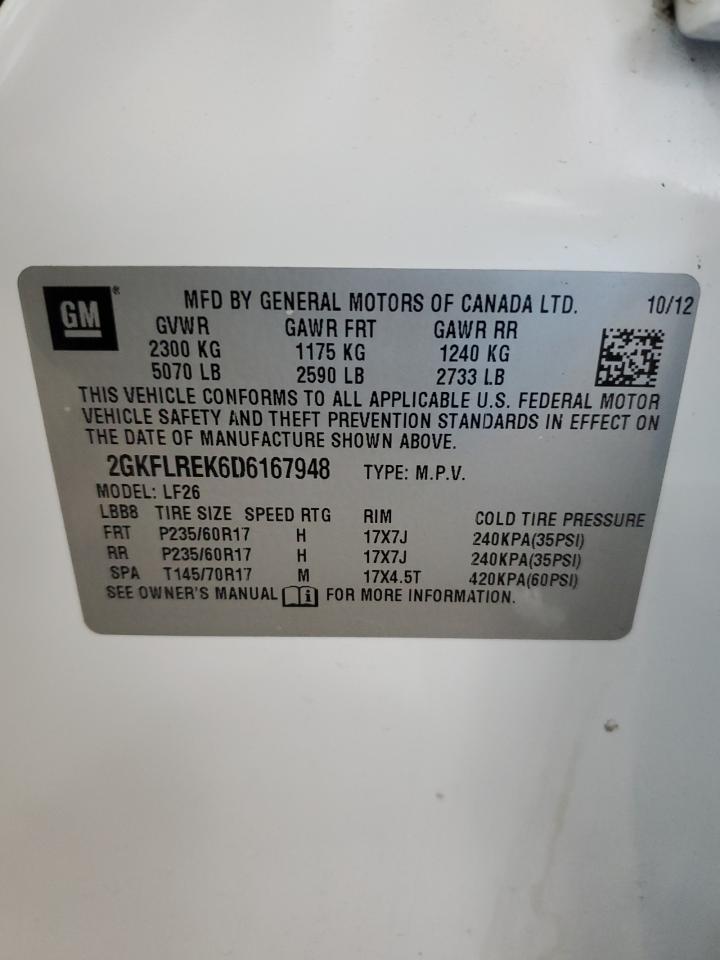 GM® MFD BY GENERAL MOTORS OF CANADA LTD. 10/12
GVWR GAWR FRT GAWR RR
2300 KG 1175 KG 1240 KG
5070 LB 2590 LB 2733 LB
THIS VEHICLE CONFORMS TO ALL APPLICABLE U.S. FEDERAL MOTOR
VEHICLE SAFETY AND THEFT PREVENTION STANDARDS IN EFFECT ON
THE DATE OF MANUFACTURE SHOWN ABOVE.
2GKFLREK6D6167948 TYPE: M.P.V.
MODEL: LF26
LBB8 TIRE SIZE SPEED RTG RIM COLD TIRE PRESSURE
FRT P235/60R17 H 17X7J 240KPA(35PSI)
RR P235/60R17 H 17X7J 240KPA(35PSI)
SPA T145/70R17 M 17X4.5T 420KPA(60PSI)
SEE OWNER'S MANUAL i FOR MORE INFORMATION.